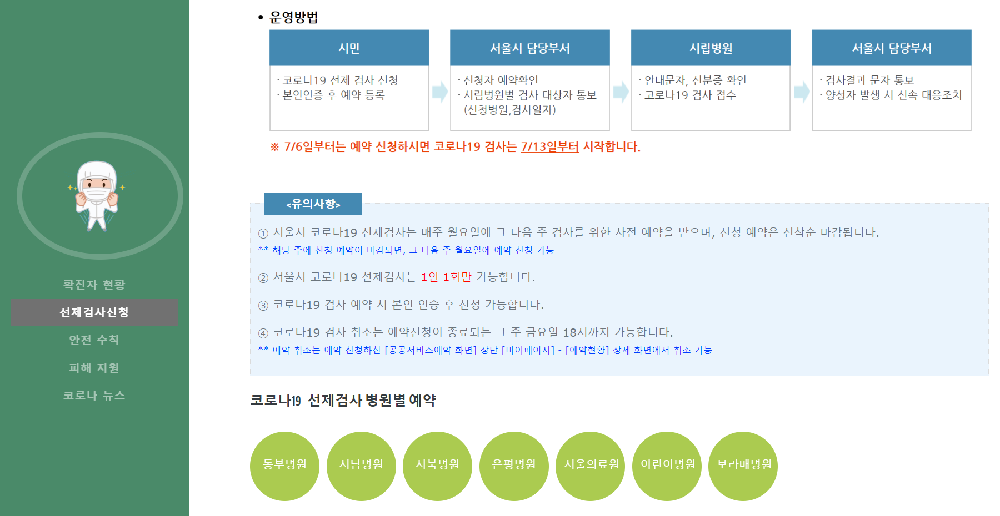 • 운영방법
시민
· 코로나19 선제 검사 신청
· 본인인증 후 예약 등록
서울시 담당부서
· 신청자 예약확인
· 시립병원별 검사 대상자 통보
(신청병원,검사일자)
시립병원
· 안내문자, 신분증 확인
· 코로나19 검사 접수
서울시 담당부서
· 검사결과 문자 통보
· 양성자 발생 시 신속 대응조치
※ 7/6일부터는 예약 신청하시면 코로나19 검사는 7/13일부터 시작합니다.
<유의사항>
① 서울시 코로나19 선제검사는 매주 월요일에 그 다음 주 검사를 위한 사전 예약을 받으며, 신청 예약은 선착순 마감됩니다.
** 해당 주에 신청 예약이 마감되면, 그 다음 주 월요일에 예약 신청 가능
② 서울시 코로나19 선제검사는 1인 1회만 가능합니다.
③ 코로나19 검사 예약 시 본인 인증 후 신청 가능합니다.
④ 코로나19 검사 취소는 예약신청이 종료되는 그 주 금요일 18시까지 가능합니다.
** 예약 취소는 예약 신청하신 [공공서비스예약 화면] 상단 [마이페이지] - [예약현황] 상세 화면에서 취소 가능
코로나19 선제검사 병원별 예약
동부병원
서남병원
서북병원
은평병원
서울의료원
어린이병원
보라매병원
확진자 현황
선제검사신청
안전 수칙
피해 지원
코로나 뉴스